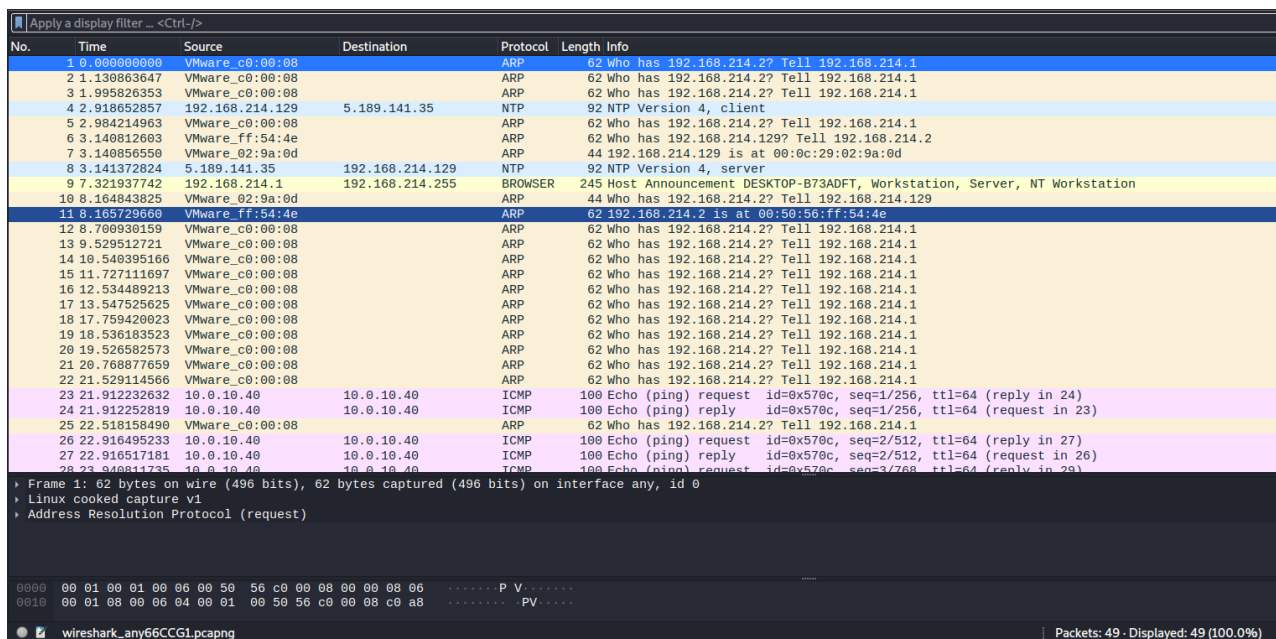 Apply a display filter … <Ctrl-/>
No. Time Source Destination Protocol Length Info
1 0.000000000 VMware_c0:00:08 ARP 62 Who has 192.168.214.2? Tell 192.168.214.1
2 1.130863647 VMware_c0:00:08 ARP 62 Who has 192.168.214.2? Tell 192.168.214.1
3 1.995826353 VMware_c0:00:08 ARP 62 Who has 192.168.214.2? Tell 192.168.214.1
4 2.918652857 192.168.214.129 5.189.141.35 NTP 92 NTP Version 4, client
5 2.984214963 VMware_c0:00:08 ARP 62 Who has 192.168.214.2? Tell 192.168.214.1
6 3.140812603 VMware_ff:54:4e ARP 62 Who has 192.168.214.129? Tell 192.168.214.2
7 3.140856550 VMware_02:9a:0d ARP 44 192.168.214.129 is at 00:0c:29:02:9a:0d
8 3.141372824 5.189.141.35 192.168.214.129 NTP 92 NTP Version 4, server
9 7.321937742 192.168.214.1 192.168.214.255 BROWSER 245 Host Announcement DESKTOP-B73ADFT, Workstation, Server, NT Workstation
10 8.164843825 VMware_02:9a:0d ARP 44 Who has 192.168.214.2? Tell 192.168.214.129
11 8.165729660 VMware_ff:54:4e ARP 62 192.168.214.2 is at 00:50:56:ff:54:4e
12 8.700930159 VMware_c0:00:08 ARP 62 Who has 192.168.214.2? Tell 192.168.214.1
13 9.529512721 VMware_c0:00:08 ARP 62 Who has 192.168.214.2? Tell 192.168.214.1
14 10.540395166 VMware_c0:00:08 ARP 62 Who has 192.168.214.2? Tell 192.168.214.1
15 11.727111697 VMware_c0:00:08 ARP 62 Who has 192.168.214.2? Tell 192.168.214.1
16 12.534489213 VMware_c0:00:08 ARP 62 Who has 192.168.214.2? Tell 192.168.214.1
17 13.547525625 VMware_c0:00:08 ARP 62 Who has 192.168.214.2? Tell 192.168.214.1
18 17.759420023 VMware_c0:00:08 ARP 62 Who has 192.168.214.2? Tell 192.168.214.1
19 18.536183523 VMware_c0:00:08 ARP 62 Who has 192.168.214.2? Tell 192.168.214.1
20 19.526582573 VMware_c0:00:08 ARP 62 Who has 192.168.214.2? Tell 192.168.214.1
21 20.768877659 VMware_c0:00:08 ARP 62 Who has 192.168.214.2? Tell 192.168.214.1
22 21.529114566 VMware_c0:00:08 ARP 62 Who has 192.168.214.2? Tell 192.168.214.1
23 21.912232632 10.0.10.40 10.0.10.40 ICMP 100 Echo (ping) request id=0x570c, seq=1/256, ttl=64 (reply in 24)
24 21.912252819 10.0.10.40 10.0.10.40 ICMP 100 Echo (ping) reply id=0x570c, seq=1/256, ttl=64 (request in 23)
25 22.518158490 VMware_c0:00:08 ARP 62 Who has 192.168.214.2? Tell 192.168.214.1
26 22.916495233 10.0.10.40 10.0.10.40 ICMP 100 Echo (ping) request id=0x570c, seq=2/512, ttl=64 (reply in 27)
27 22.916517181 10.0.10.40 10.0.10.40 ICMP 100 Echo (ping) reply id=0x570c, seq=2/512, ttl=64 (request in 26)
28 23.940811735 10.0.10.40 10.0.10.40 ICMP 100 Echo (ping) request id=0x570c, seq=3/768, ttl=64 (reply in 29)
Frame 1: 62 bytes on wire (496 bits), 62 bytes captured (496 bits) on interface any, id 0
Linux cooked capture v1
Address Resolution Protocol (request)
0000 00 01 00 01 00 06 00 50 56 c0 00 08 00 00 08 06 ·······P V·······
0010 00 01 08 00 06 04 00 01 00 50 56 c0 00 08 c0 a8 ········ ·PV·····
wireshark_any66CCG1.pcapng
Packets: 49 · Displayed: 49 (100.0%)